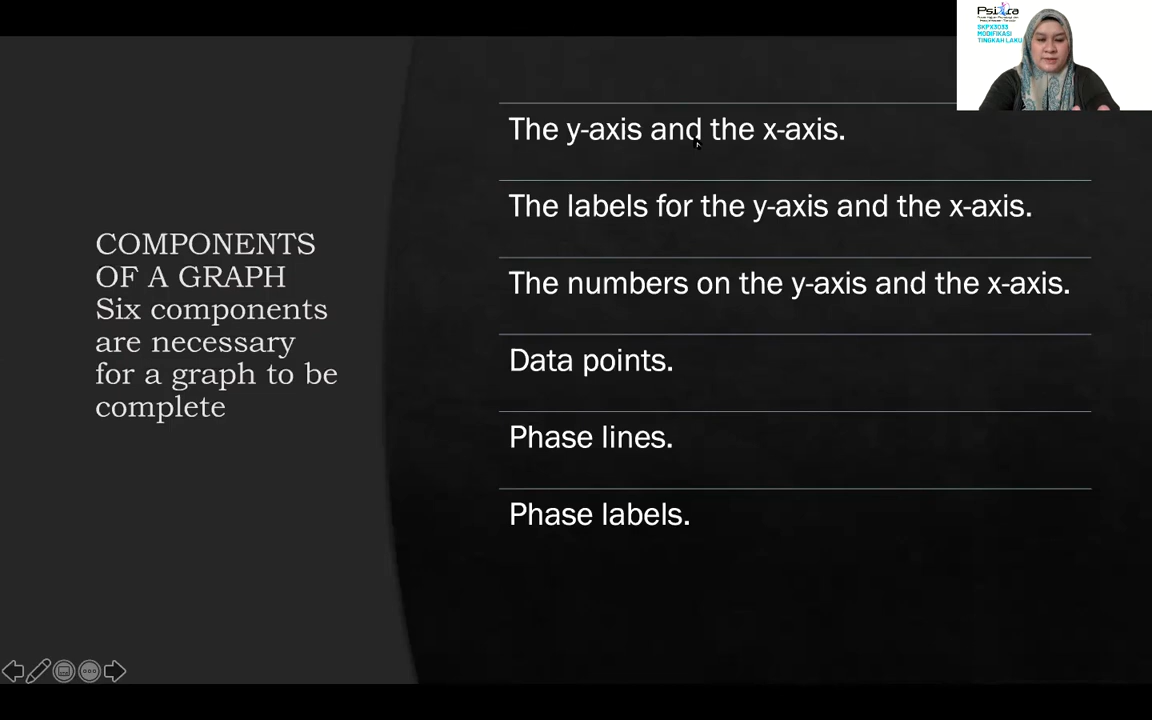 PsiTra
SKPX3033
MODIFIKASI
TINGKAH LAKU
The y-axis and the x-axis.
The labels for the y-axis and the x-axis.
The numbers on the y-axis and the x-axis.
Data points.
Phase lines.
Phase labels.
COMPONENTS
OF A GRAPH
Six components
are necessary
for a graph to be
complete